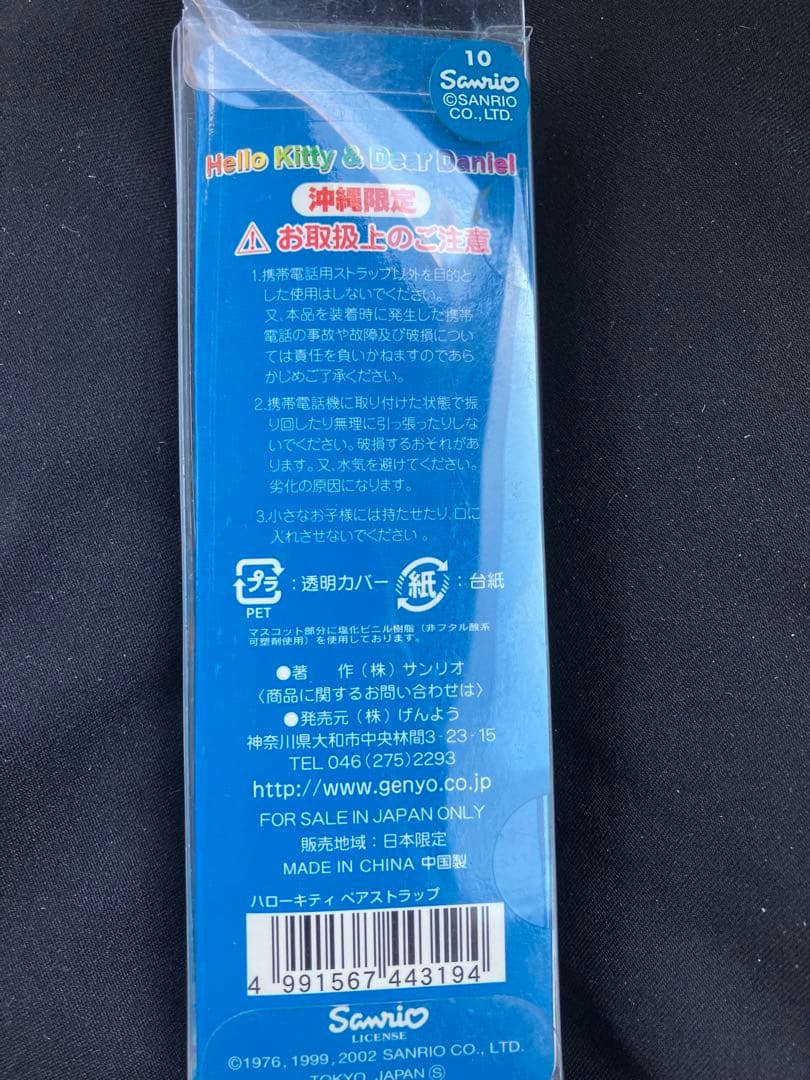 10
Sanrio
©SANRIO
CO., LTD.
Hello Kitty & Dear Daniel
沖縄限定
お取扱上のご注意
1.携帯電話用ストラップ以外を目的と
した使用はしないでください。
又、本品を装着時に発生した携帯
電話の事故や故障及び破損につい
ては責任を負いかねますのであら
かじめご了承ください。
2.携帯電話機に取り付けた状態で振
り回したり無理に引っ張ったりしな
いでください。破損するおそれがあ
ります。又、水気を避けてください。
劣化の原因になります。
3.小さなお子様には持たせたり、口に
入れさせないでください。
プラ PET :透明カバー 紙 :台紙
マスコット部分に塩化ビニル樹脂（非フタル酸系
可塑剤使用）を使用しております。
●著 作（株）サンリオ
〈商品に関するお問い合わせは〉
●発売元（株）げんよう
神奈川県大和市中央林間3-23-15
TEL 046(275)2293
http://www.genyo.co.jp
FOR SALE IN JAPAN ONLY
販売地域：日本限定
MADE IN CHINA 中国製
ハローキティ ペアストラップ
4 991567 443194
Sanrio
LICENSE
©1976, 1999, 2002 SANRIO CO., LTD.
TOKYO, JAPAN Ⓢ